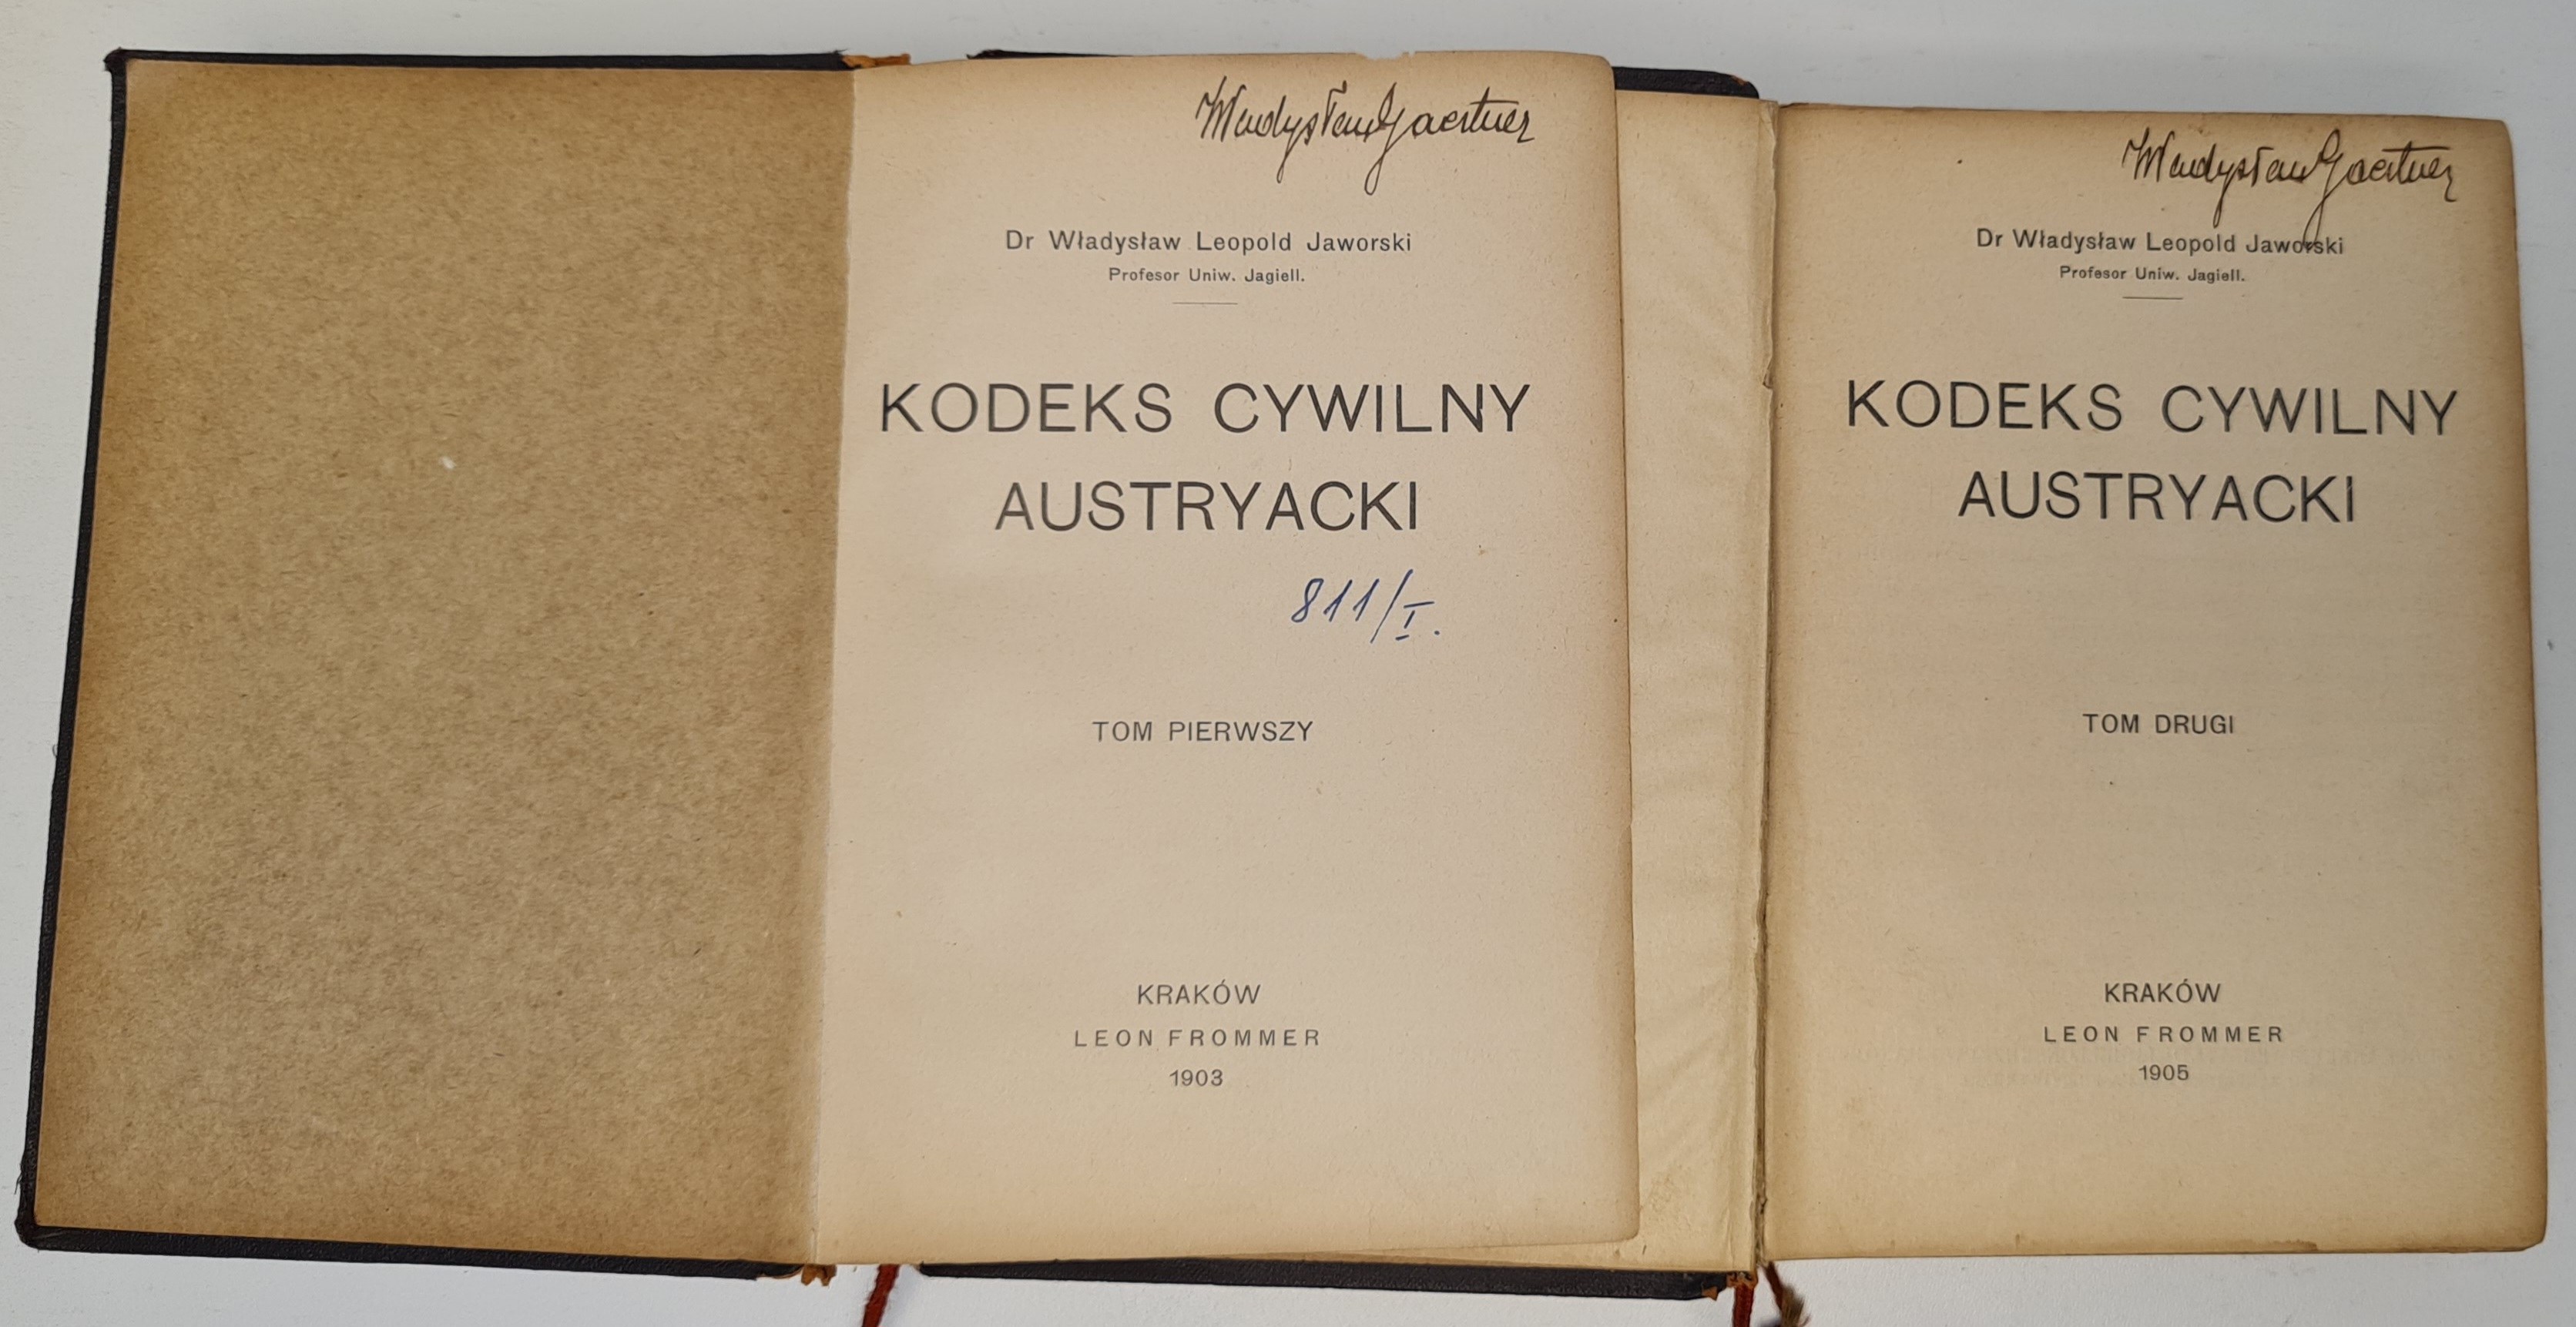 Władysław Gaertner
Dr Władysław Leopold Jaworski
Profesor Uniw. Jagiell.
KODEKS CYWILNY
AUSTRYACKI
811/I.
TOM PIERWSZY
KRAKÓW
LEON FROMMER
1903
Władysław Gaertner
Dr Władysław Leopold Jaworski
Profesor Uniw. Jagiell.
KODEKS CYWILNY
AUSTRYACKI
TOM DRUGI
KRAKÓW
LEON FROMMER
1905